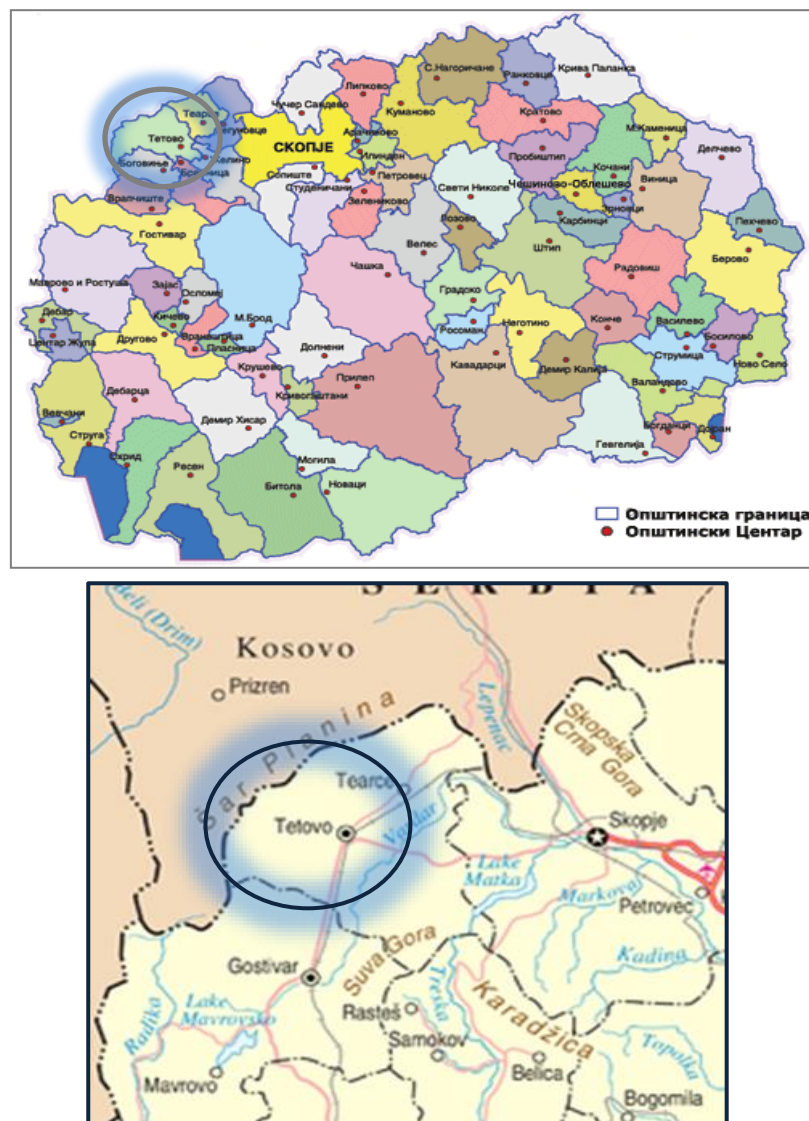 С.Нагоричане
Крива Паланка
Ранковце
Липково
Чучер Сандево
Куманово
Кратово
Теарце
М.Каменица
Арачиново
Тетово
СКОПЈЕ
Делчево
Илинден
Пробиштип
Боговиње
Желино
Кочани
Сопиште
Петровец
Студеничани
Свети Николе
Чешиново-Облешево
Виница
Зелениково
Зрновци
Врапчиште
Лозово
Карбинци
Пехчево
Гостивар
Велес
Штип
Берово
Чашка
Радовиш
Маврово и Ростуша
Зајас
Градско
Осломеј
Дебар
Кичево
М.Брод
Росоман
Неготино
Конче
Василево
Центар Жупа
Другово
Вранештица
Пласница
Босилово
Долнени
Струмица
Крушево
Кавадарци
Демир Капија
Ново Село
Дебарца
Прилеп
Валандово
Кривогаштани
Вевчани
Демир Хисар
Богданци
Дојран
Струга
Гевгелија
Охрид
Ресен
Могила
Битола
Новаци
Општинска граница
Општински Центар
SERBIA
Beli (Drim)
Kosovo
Prizren
Lepenac
Šar Planina
Skopska
Crna Gora
Tearce
Tetovo
Vardar
Skopje
Lake
Matka
Markova
Petrovec
Gostivar
Suva Gora
Kadina
Radika
Lake
Mavrovsko
Rasteš
Treska
Karadžica
Samokov
Topolka
Mavrovo
Belica
Bogomila